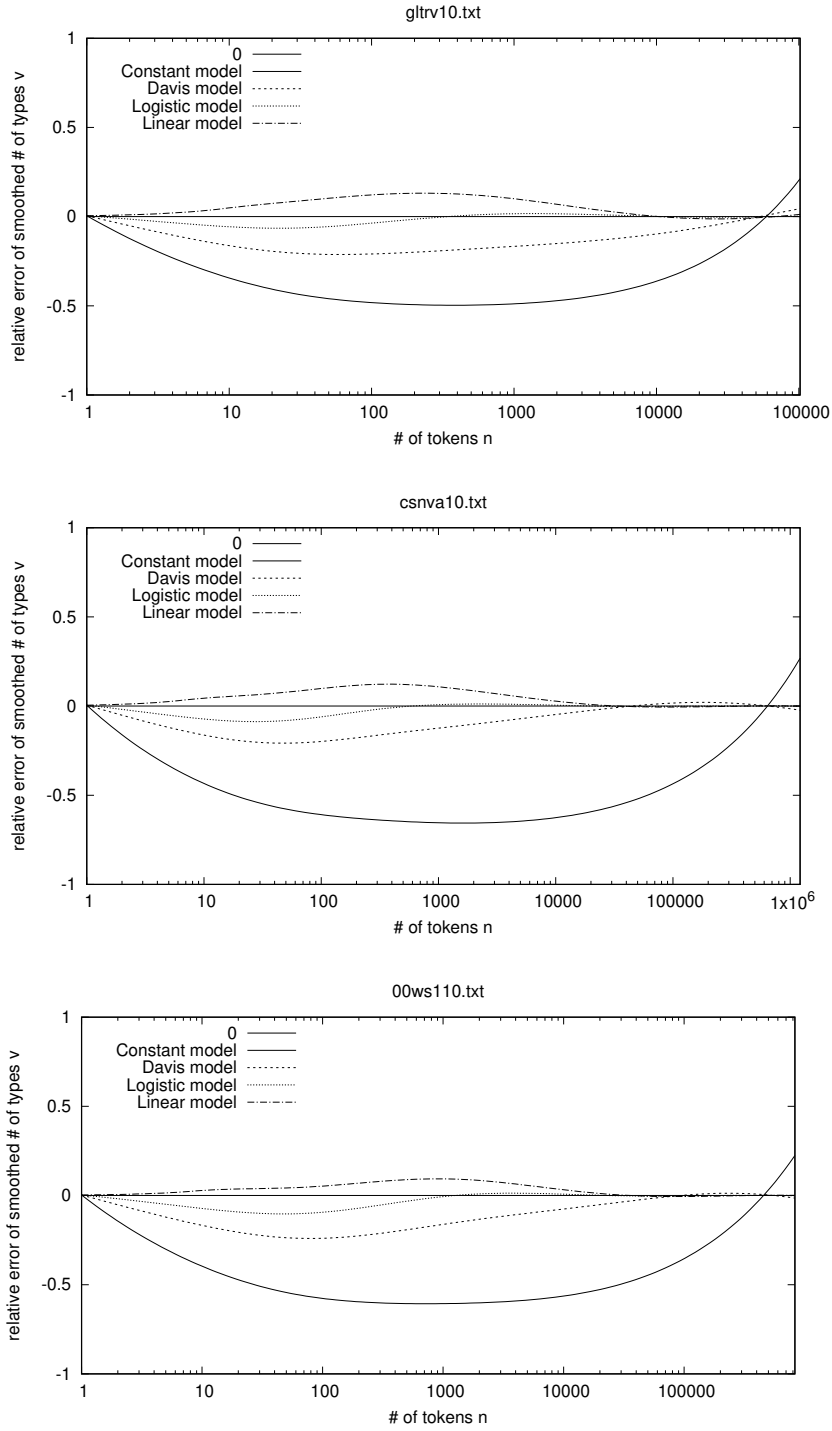 gltrv10.txt
1
0
Constant model
Davis model
Logistic model
Linear model
0.5
0
-0.5
-1
relative error of smoothed # of types v
1 10 100 1000 10000 100000
# of tokens n
csnva10.txt
1
0
Constant model
Davis model
Logistic model
Linear model
0.5
0
-0.5
-1
relative error of smoothed # of types v
1 10 100 1000 10000 100000 1x10⁶
# of tokens n
00ws110.txt
1
0
Constant model
Davis model
Logistic model
Linear model
0.5
0
-0.5
-1
relative error of smoothed # of types v
1 10 100 1000 10000 100000
# of tokens n